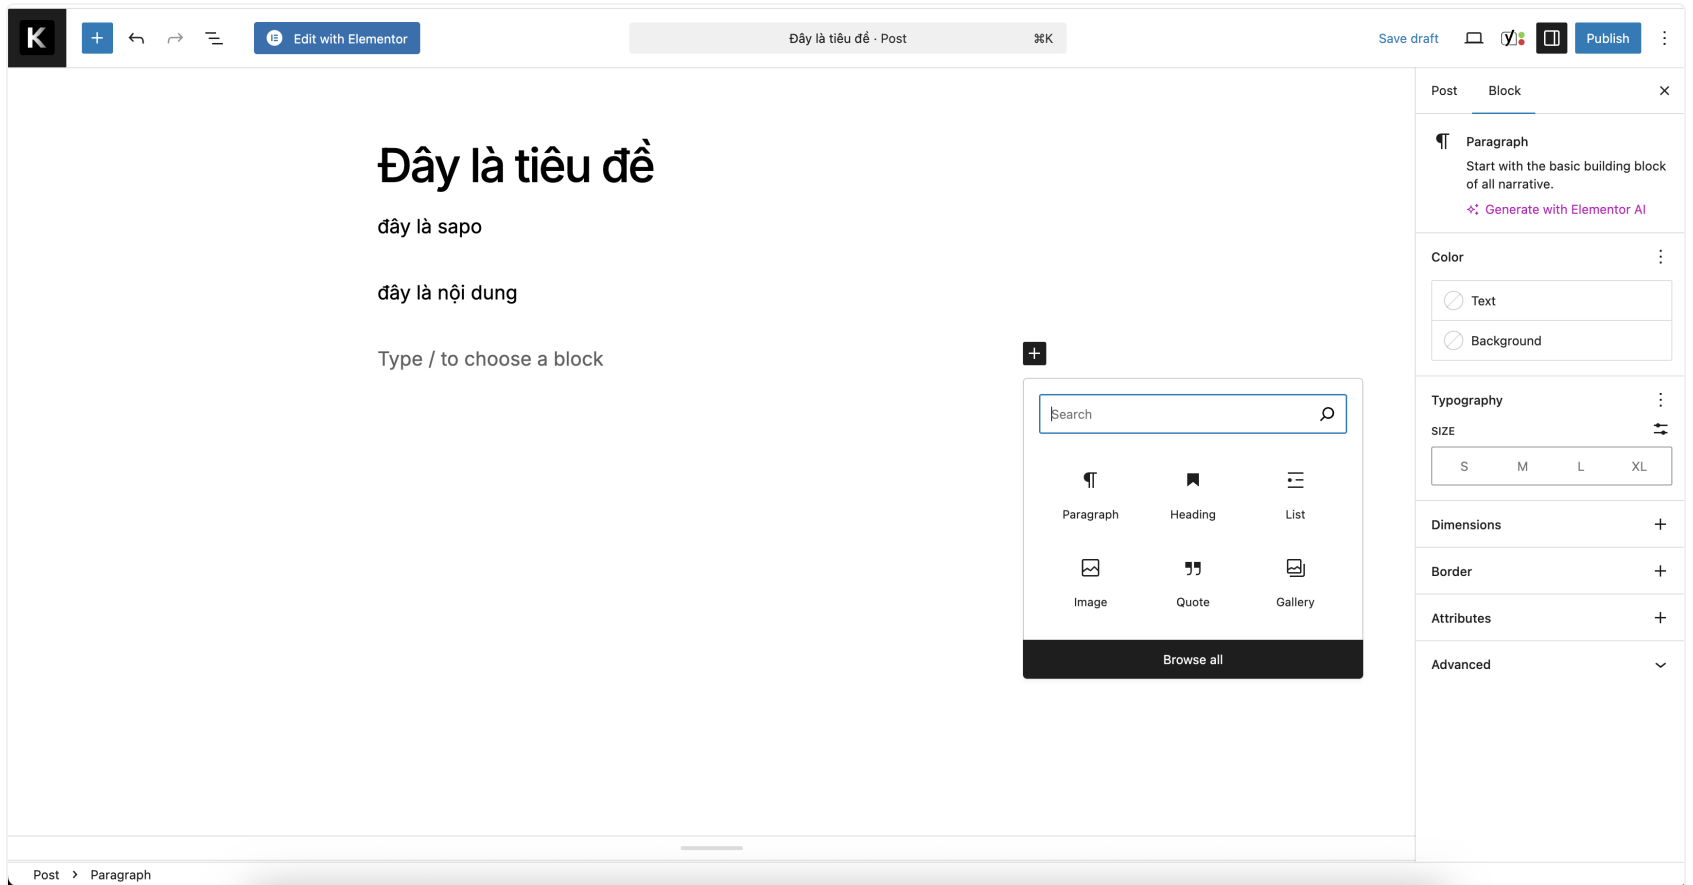 K
Edit with Elementor
Đây là tiêu đề · Post
⌘K
Save draft
Publish
Đây là tiêu đề
đây là sapo
đây là nội dung
Type / to choose a block
Search
Paragraph
Heading
List
Image
Quote
Gallery
Browse all
Post
Block
Paragraph
Start with the basic building block
of all narrative.
Generate with Elementor AI
Color
Text
Background
Typography
SIZE
S M L XL
Dimensions
Border
Attributes
Advanced
Post > Paragraph